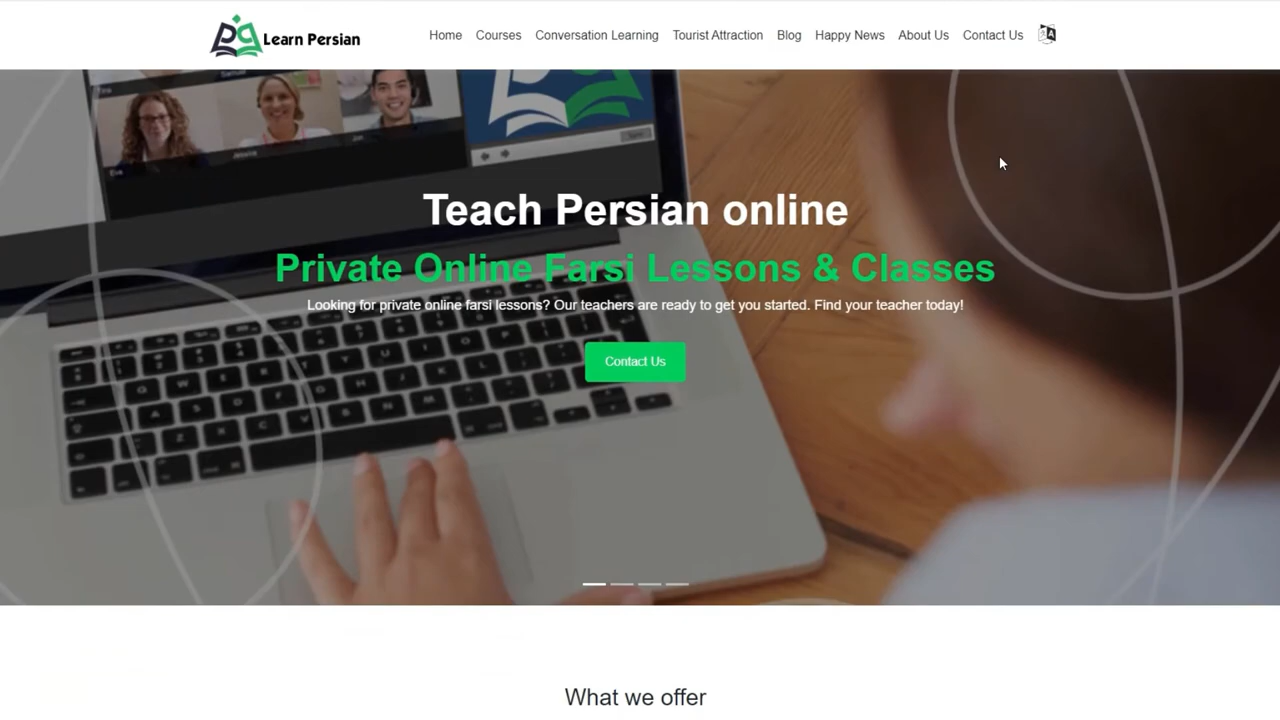 Learn Persian
Home Courses Conversation Learning Tourist Attraction Blog Happy News About Us Contact Us
Teach Persian online
Private Online Farsi Lessons & Classes
Looking for private online farsi lessons? Our teachers are ready to get you started. Find your teacher today!
Contact Us
What we offer